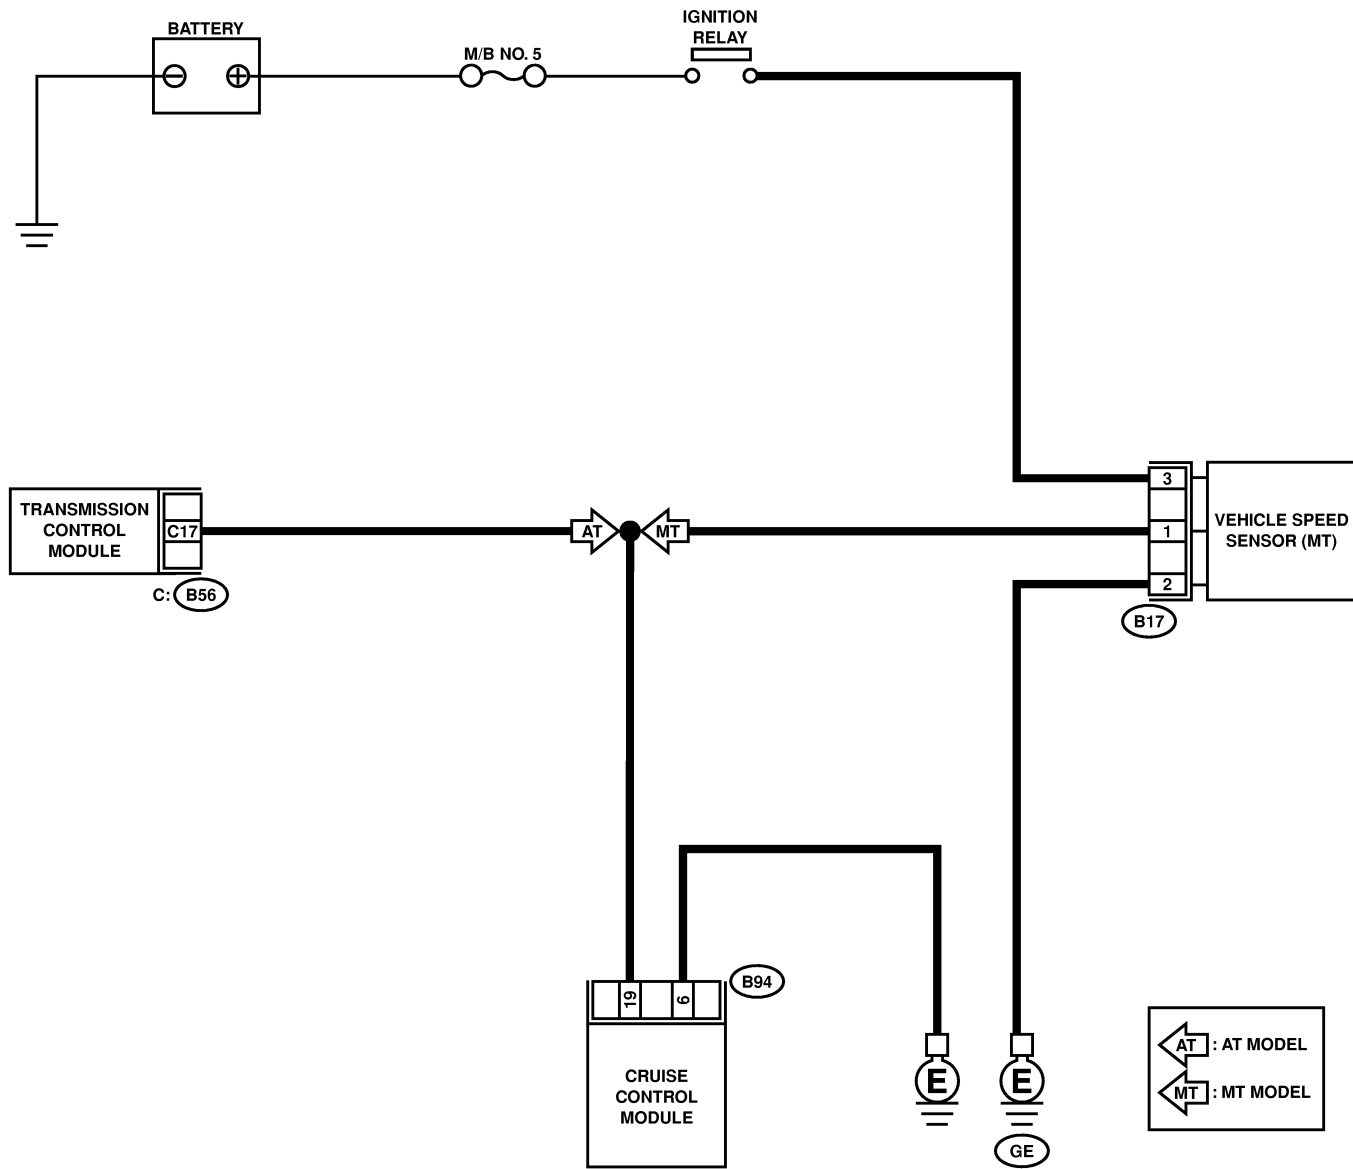 IGNITION
RELAY
BATTERY
M/B NO. 5
TRANSMISSION
CONTROL
MODULE
C17
C: B56
AT
MT
3
1
2
VEHICLE SPEED
SENSOR (MT)
B17
19
6
B94
CRUISE
CONTROL
MODULE
E
E
GE
AT : AT MODEL
MT : MT MODEL